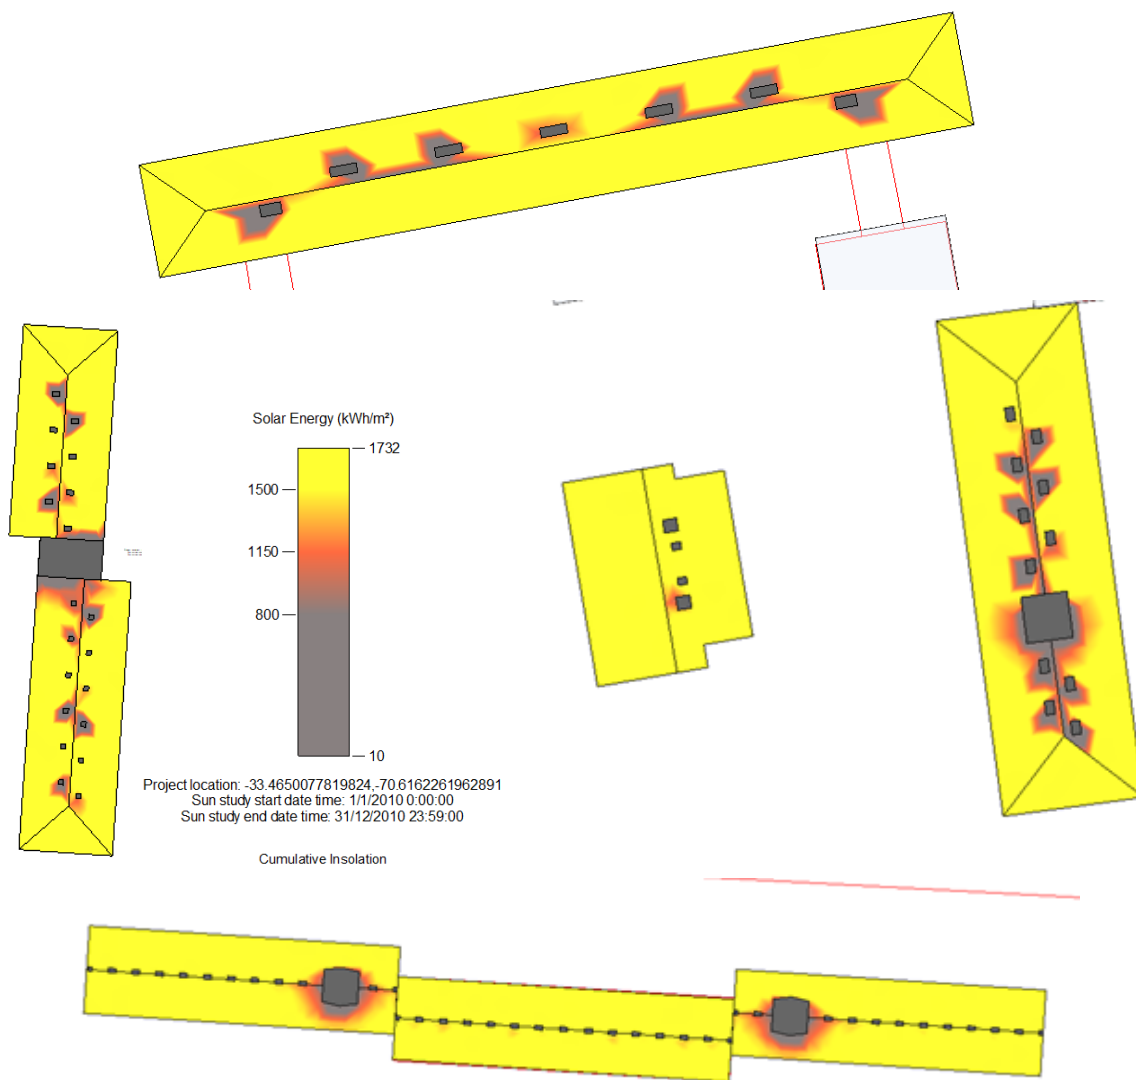 Solar Energy (kWh/m²)
1732
1500
1150
800
10
Project location: -33.4650077819824,-70.6162261962891
Sun study start date time: 1/1/2010 0:00:00
Sun study end date time: 31/12/2010 23:59:00
Cumulative Insolation